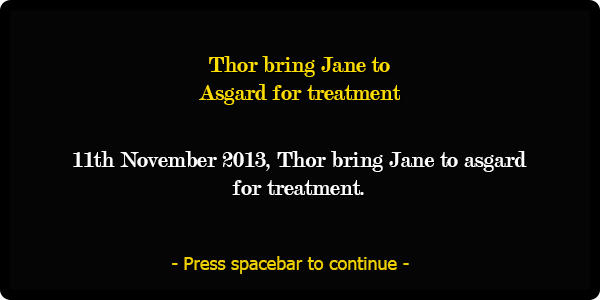 Thor bring Jane to
Asgard for treatment
11th November 2013, Thor bring Jane to asgard
for treatment.
- Press spacebar to continue -